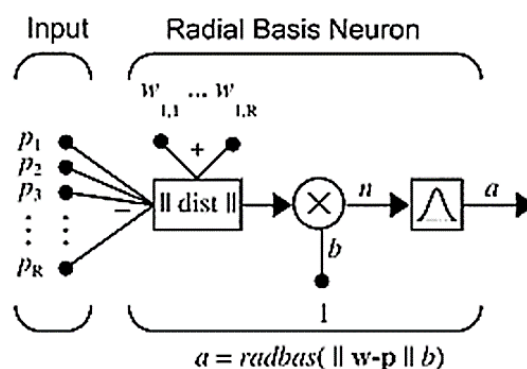 Input Radial Basis Neuron
w1,1 ... w1,R
+
p1
p2
p3
pR
− || dist || × n a
b
1
a = radbas( || w-p || b)